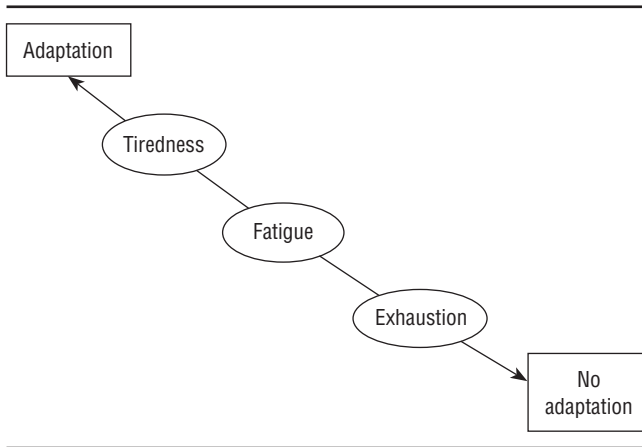 Adaptation
Tiredness
Fatigue
Exhaustion
No
adaptation